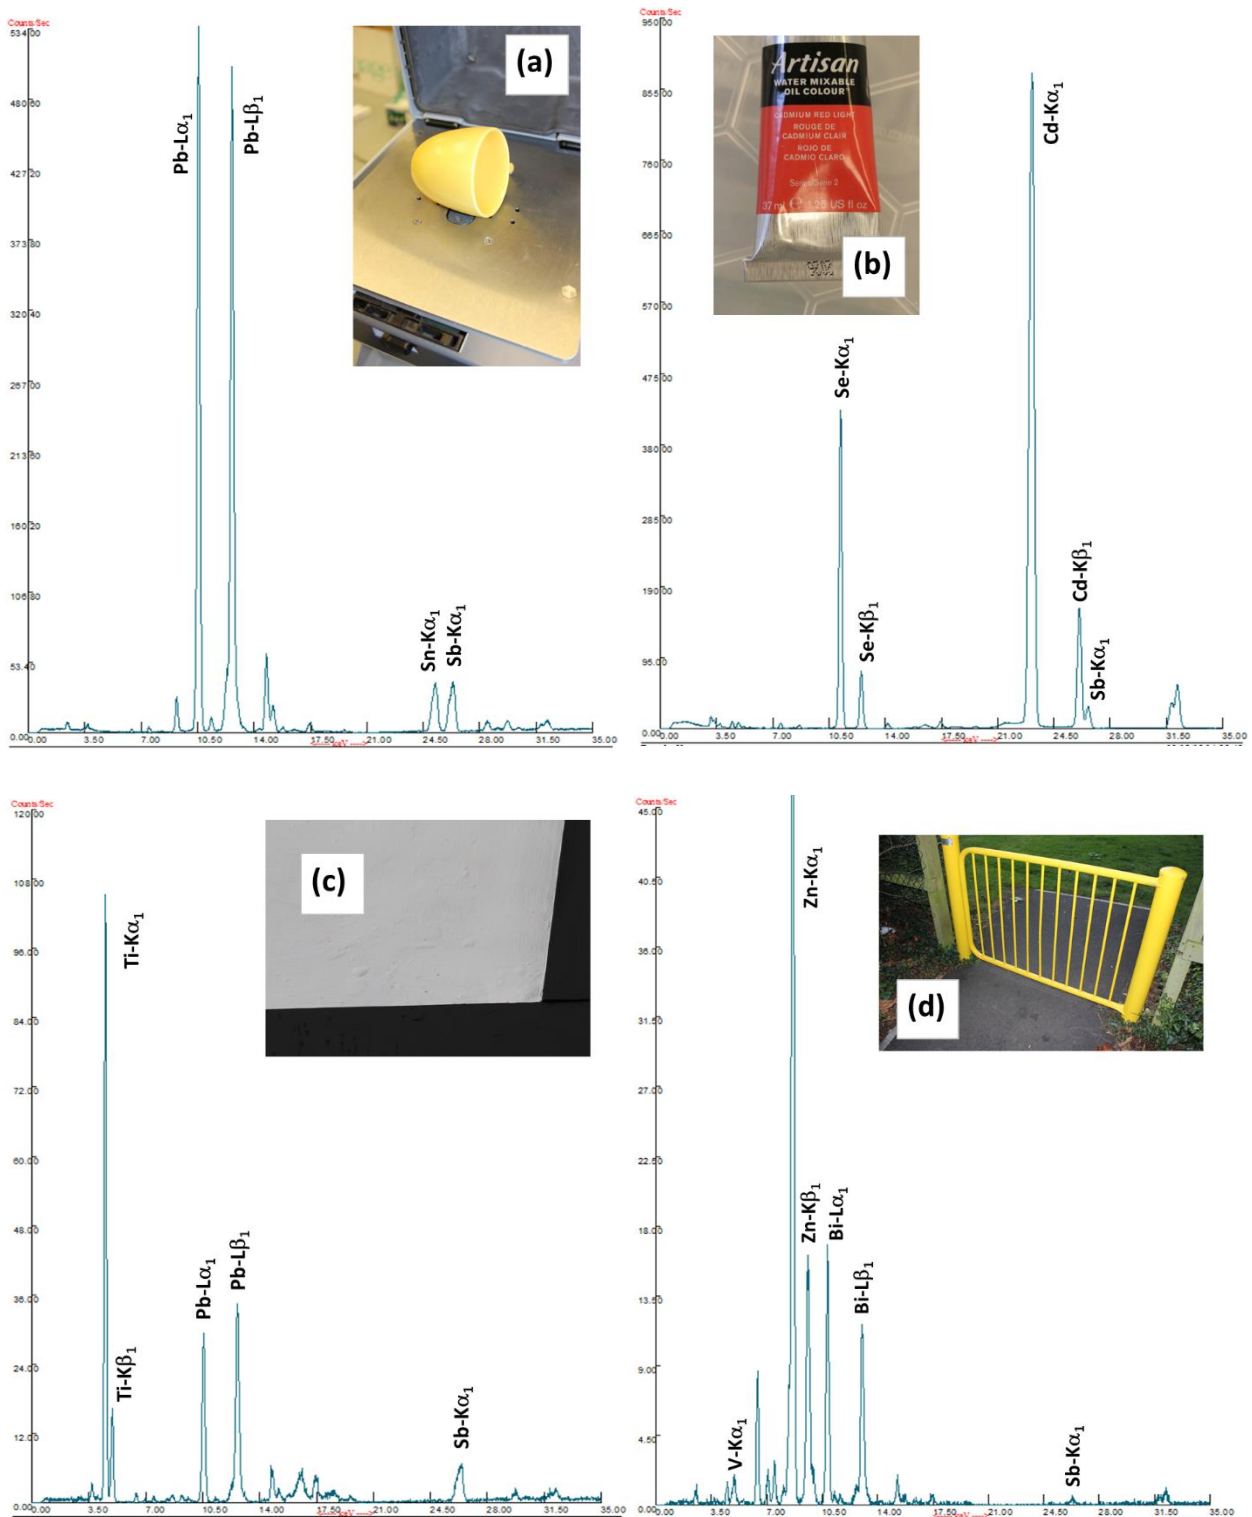 Counts/Sec
534.00
480.60
427.20
373.80
320.40
267.00
213.60
160.20
106.80
53.40
0.00
0.00 3.50 7.00 10.50 14.00 17.50 21.00 24.50 28.00 31.50 35.00
<----- keV ----->
Pb-Lα1
Pb-Lβ1
Sn-Kα1
Sb-Kα1
(a)
950.00
855.00
760.00
665.00
570.00
475.00
380.00
285.00
190.00
95.00
0.00
0.00 3.50 7.00 10.50 14.00 17.50 21.00 24.50 28.00 31.50 35.00
<----- keV ----->
Se-Kα1
Se-Kβ1
Cd-Kα1
Cd-Kβ1
Sb-Kα1
Artisan
WATER MIXABLE
OIL COLOUR
CADMIUM RED LIGHT
ROUGE DE
CADMIUM CLAIR
ROJO DE
CADMIO CLARO
37 ml e 1.25 US fl oz
(b)
Counts/Sec
120.00
108.00
96.00
84.00
72.00
60.00
48.00
36.00
24.00
12.00
0.00
0.00 3.50 7.00 10.50 14.00 17.50 21.00 24.50 28.00 31.50 35.00
<----- keV ----->
Ti-Kα1
Ti-Kβ1
Pb-Lα1
Pb-Lβ1
Sb-Kα1
(c)
Counts/Sec
45.00
40.50
36.00
31.50
27.00
22.50
18.00
13.50
9.00
4.50
0.00
0.00 3.50 7.00 10.50 14.00 17.50 21.00 24.50 28.00 31.50 35.00
<----- keV ----->
V-Kα1
Zn-Kα1
Zn-Kβ1
Bi-Lα1
Bi-Lβ1
Sb-Kα1
(d)